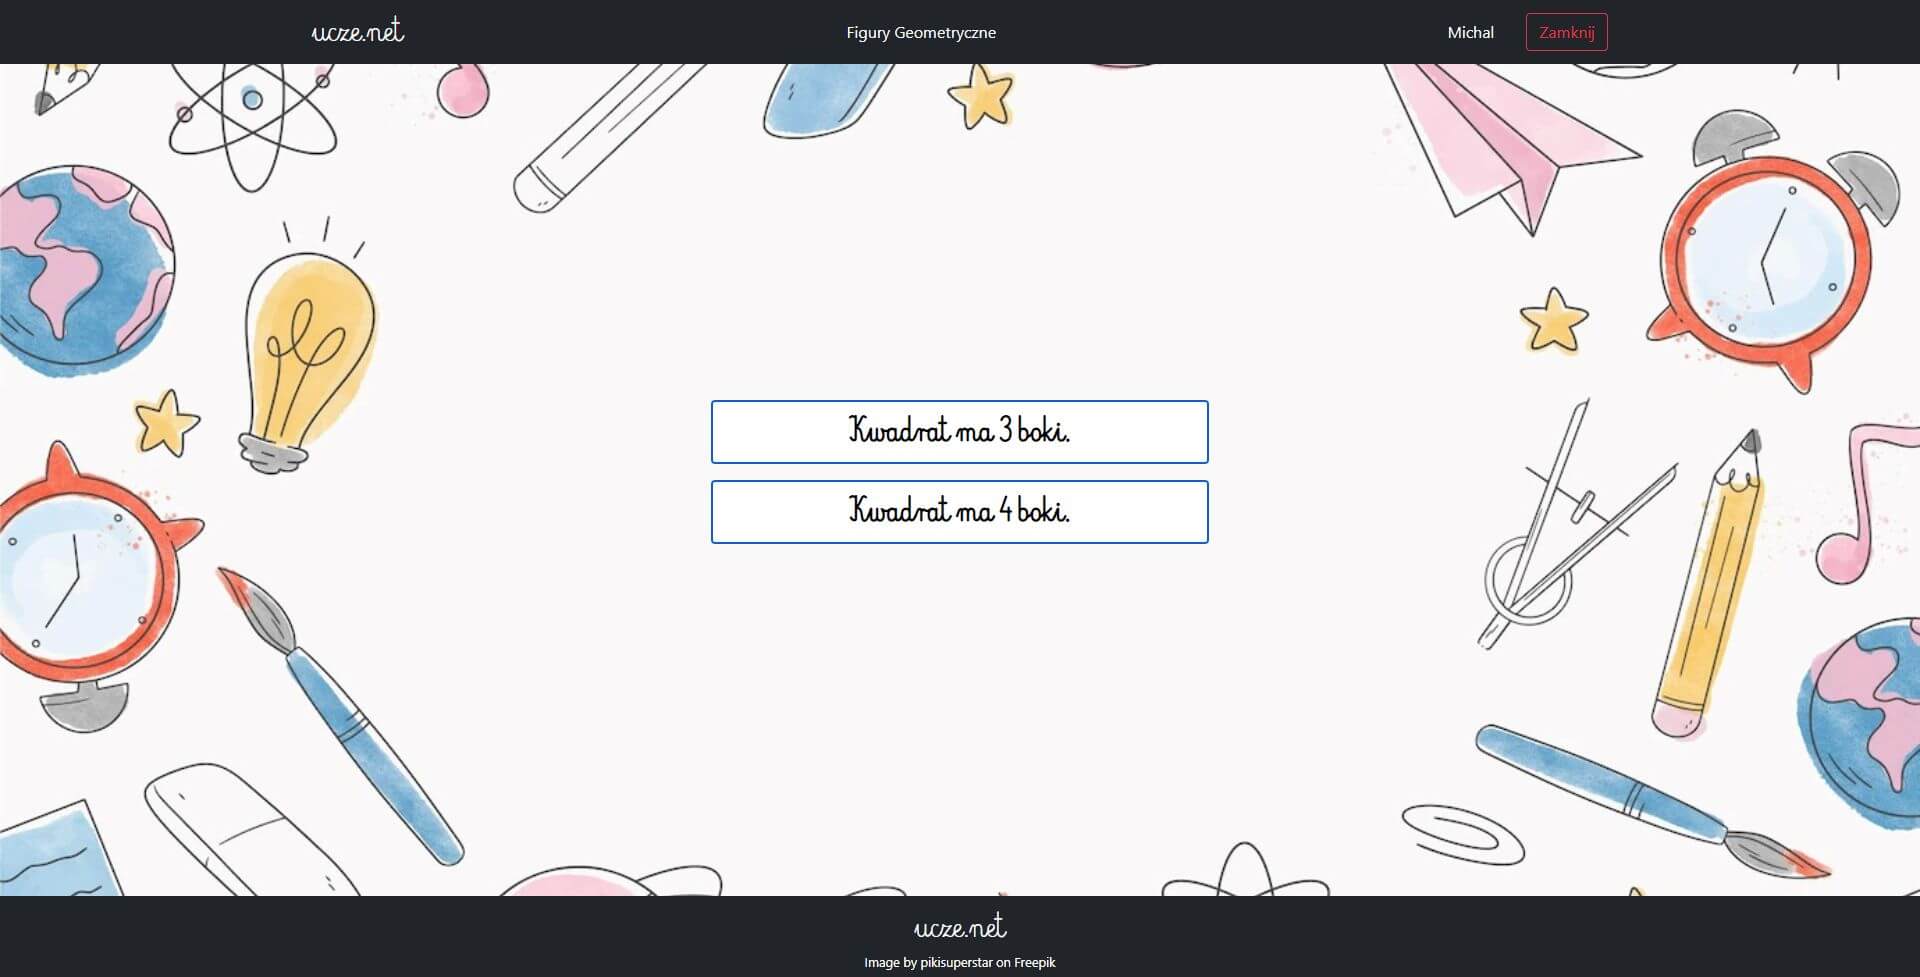 ucze.net
Figury Geometryczne
Michal
Zamknij
Kwadrat ma 3 boki.
Kwadrat ma 4 boki.
ucze.net
Image by pikisuperstar on Freepik